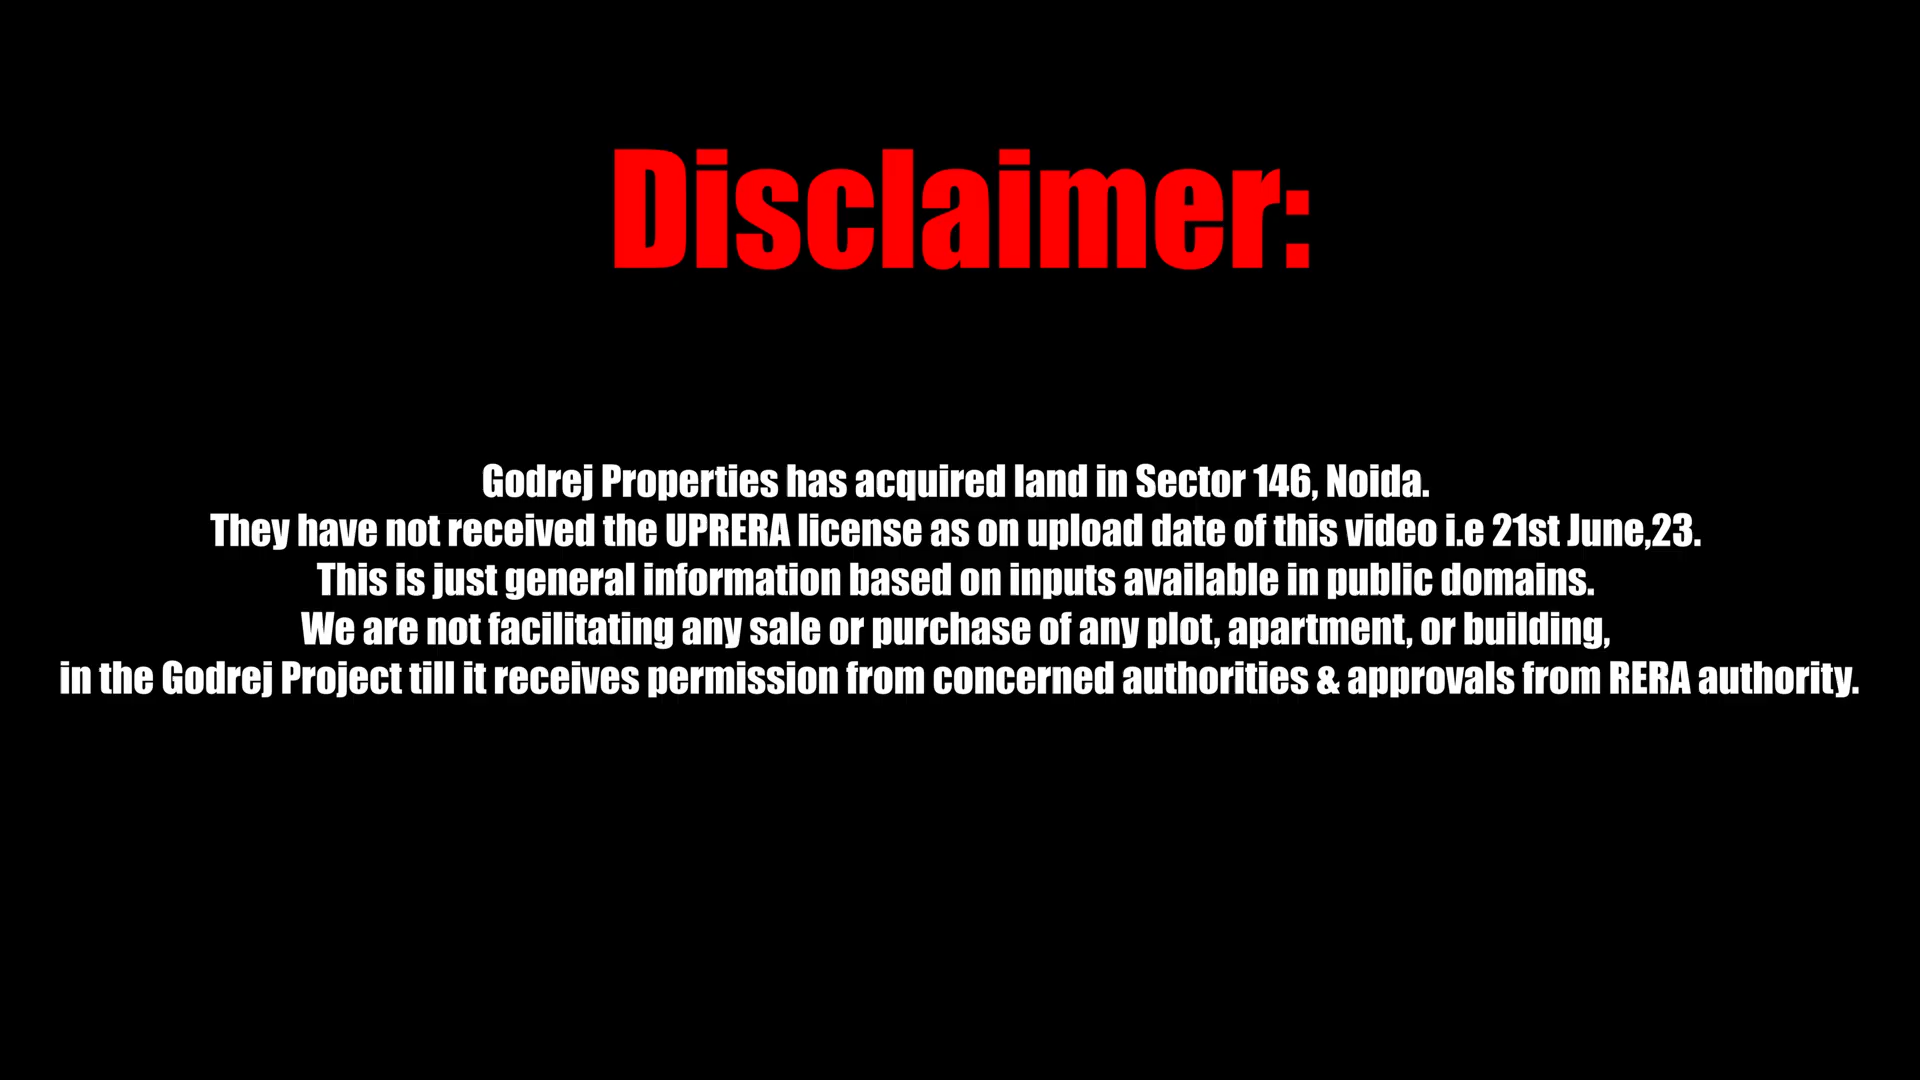 Disclaimer:
Godrej Properties has acquired land in Sector 146, Noida.
They have not received the UPRERA license as on upload date of this video i.e 21st June,23.
This is just general information based on inputs available in public domains.
We are not facilitating any sale or purchase of any plot, apartment, or building,
in the Godrej Project till it receives permission from concerned authorities & approvals from RERA authority.